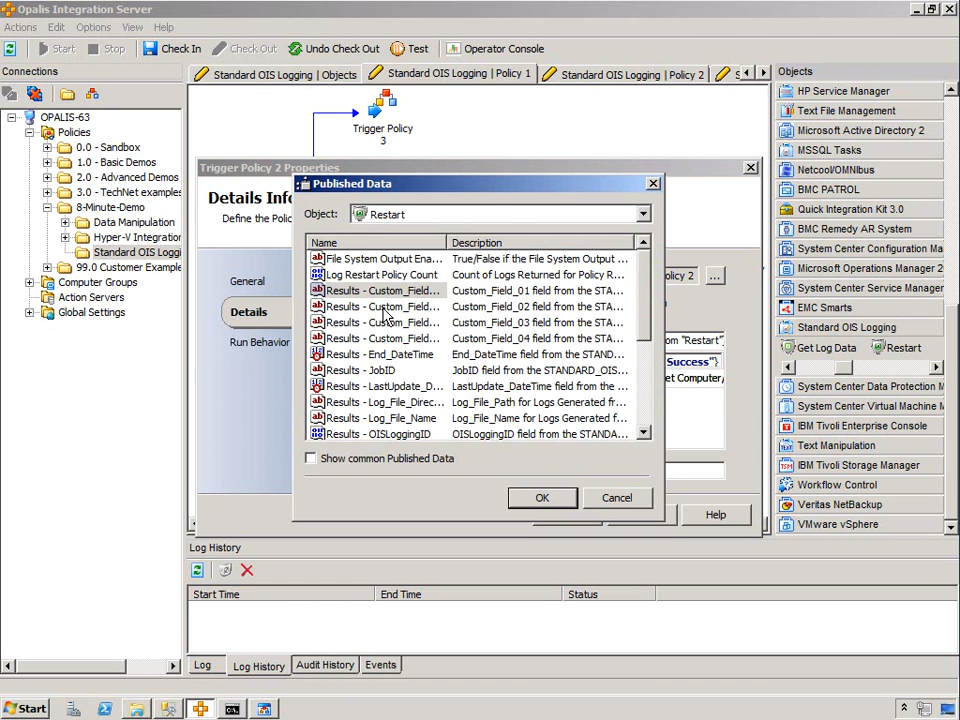 Opalis Integration Server
Actions Edit Options View Help
Start Stop Check In Check Out Undo Check Out Test Operator Console
Connections
OPALIS-63
Policies
0.0 - Sandbox
1.0 - Basic Demos
2.0 - Advanced Demos
3.0 - TechNet examples
8-Minute-Demo
Data Manipulation
Hyper-V Integration
Standard OIS Loggi
99.0 Customer Example
Computer Groups
Action Servers
Global Settings
Standard OIS Logging | Objects
Standard OIS Logging | Policy 1
Standard OIS Logging | Policy 2
Trigger Policy
3
Trigger Policy 2 Properties
Details Info
Define the Polic
General
Details
Run Behavior
olicy 2
...
om "Restart"}
Success"}
et Computer/
Help
Published Data
Object: Restart
Name Description
File System Output Ena... True/False if the File System Output ...
Log Restart Policy Count Count of Logs Returned for Policy R...
Results - Custom_Field... Custom_Field_01 field from the STA...
Results - Custom_Field... Custom_Field_02 field from the STA...
Results - Custom_Field... Custom_Field_03 field from the STA...
Results - Custom_Field... Custom_Field_04 field from the STA...
Results - End_DateTime End_DateTime field from the STAND...
Results - JobID JobID field from the STANDARD_OIS...
Results - LastUpdate_D... LastUpdate_DateTime field from the ...
Results - Log_File_Direc... Log_File_Path for Logs Generated fr...
Results - Log_File_Name Log_File_Name for Logs Generated f...
Results - OISLoggingID OISLoggingID field from the STANDA...
Show common Published Data
OK Cancel
Objects
HP Service Manager
Text File Management
Microsoft Active Directory 2
MSSQL Tasks
Netcool/OMNIbus
BMC PATROL
Quick Integration Kit 3.0
BMC Remedy AR System
System Center Configuration Ma
Microsoft Operations Manager
System Center Service Manager
EMC Smarts
Standard OIS Logging
Get Log Data Restart
System Center Data Protection M
System Center Virtual Machine M
IBM Tivoli Enterprise Console
Text Manipulation
IBM Tivoli Storage Manager
Workflow Control
Veritas NetBackup
VMware vSphere
Log History
Start Time End Time Status
Log Log History Audit History Events
Start